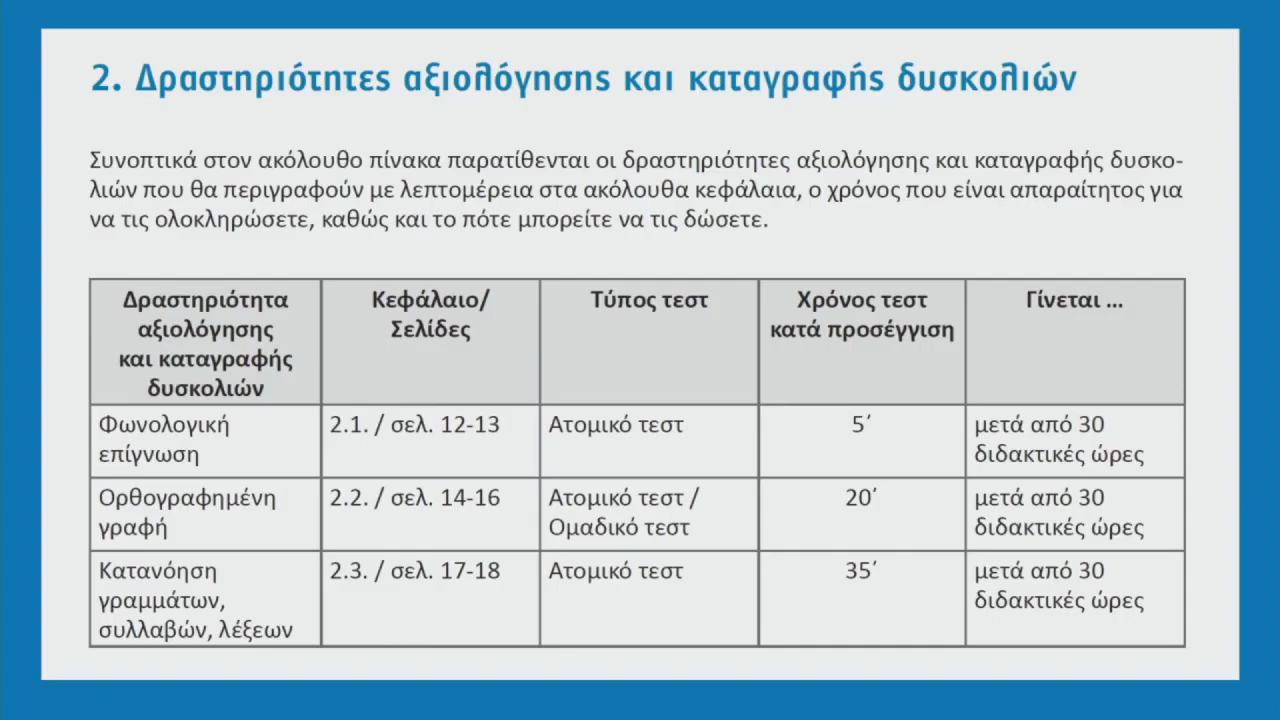 2. Δραστηριότητες αξιολόγησης και καταγραφής δυσκολιών
Συνοπτικά στον ακόλουθο πίνακα παρατίθενται οι δραστηριότητες αξιολόγησης και καταγραφής δυσκο-
λιών που θα περιγραφούν με λεπτομέρεια στα ακόλουθα κεφάλαια, ο χρόνος που είναι απαραίτητος για
να τις ολοκληρώσετε, καθώς και το πότε μπορείτε να τις δώσετε.
Δραστηριότητα
αξιολόγησης
και καταγραφής
δυσκολιών
Κεφάλαιο/
Σελίδες
Τύπος τεστ
Χρόνος τεστ
κατά προσέγγιση
Γίνεται ...
Φωνολογική
επίγνωση
2.1. / σελ. 12-13
Ατομικό τεστ
5΄
μετά από 30
διδακτικές ώρες
Ορθογραφημένη
γραφή
2.2. / σελ. 14-16
Ατομικό τεστ /
Ομαδικό τεστ
20΄
μετά από 30
διδακτικές ώρες
Κατανόηση
γραμμάτων,
συλλαβών, λέξεων
2.3. / σελ. 17-18
Ατομικό τεστ
35΄
μετά από 30
διδακτικές ώρες